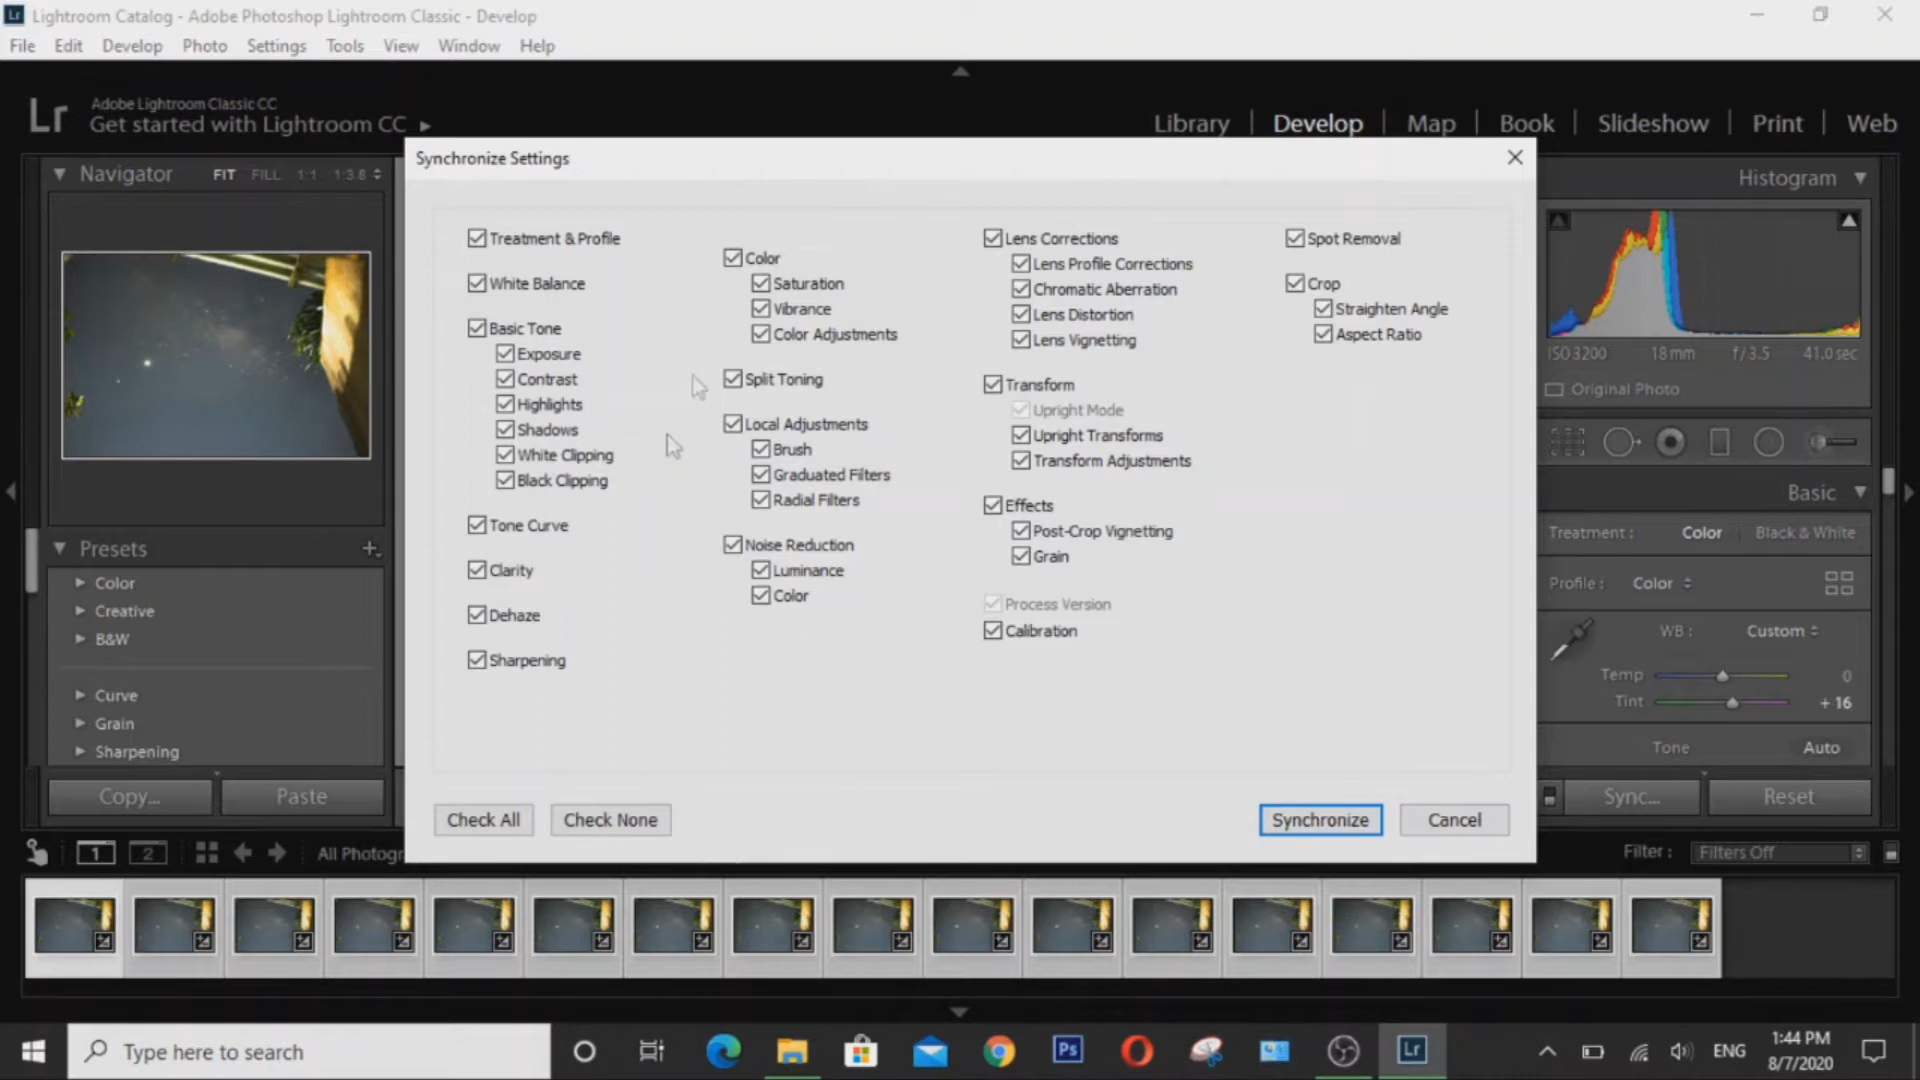 Lr Lightroom Catalog - Adobe Photoshop Lightroom Classic - Develop
File Edit Develop Photo Settings Tools View Window Help
Lr Adobe Lightroom Classic CC
Get started with Lightroom CC
Library Develop Map Book Slideshow Print Web
Navigator FIT FILL 1:1 1:3.8
Synchronize Settings
Treatment & Profile
White Balance
Basic Tone
Exposure
Contrast
Highlights
Shadows
White Clipping
Black Clipping
Tone Curve
Clarity
Dehaze
Sharpening
Color
Saturation
Vibrance
Color Adjustments
Split Toning
Local Adjustments
Brush
Graduated Filters
Radial Filters
Noise Reduction
Luminance
Color
Lens Corrections
Lens Profile Corrections
Chromatic Aberration
Lens Distortion
Lens Vignetting
Transform
Upright Mode
Upright Transforms
Transform Adjustments
Effects
Post-Crop Vignetting
Grain
Process Version
Calibration
Spot Removal
Crop
Straighten Angle
Aspect Ratio
Check All Check None Synchronize Cancel
Histogram
ISO 3200 18 mm f / 3.5 41.0 sec
Original Photo
Basic
Treatment : Color Black & White
Profile : Color
WB : Custom
Temp 0
Tint + 16
Tone Auto
Sync... Reset
Presets +
Color
Creative
B&W
Curve
Grain
Sharpening
Copy... Paste
1 2 All Photogr
Filter : Filters Off
Type here to search
Ps
Lr
ENG
1:44 PM
8/7/2020